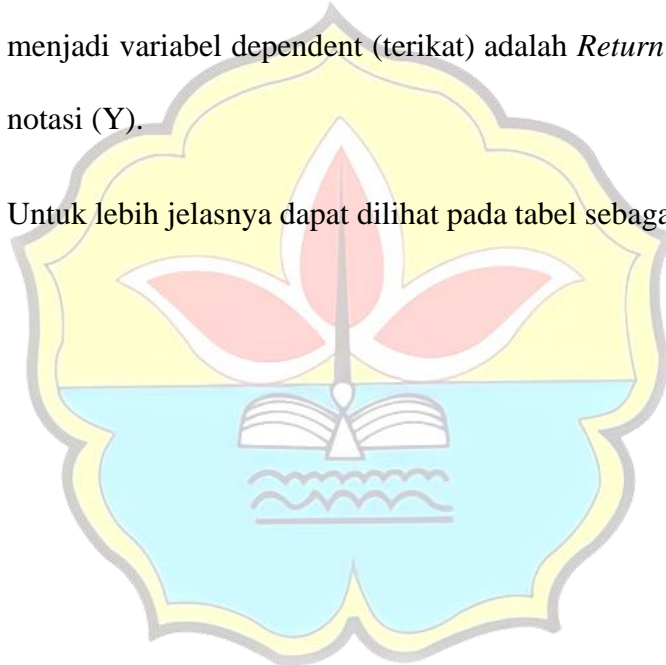 menjadi variabel dependent (terikat) adalah Return
notasi (Y).
Untuk lebih jelasnya dapat dilihat pada tabel sebaga